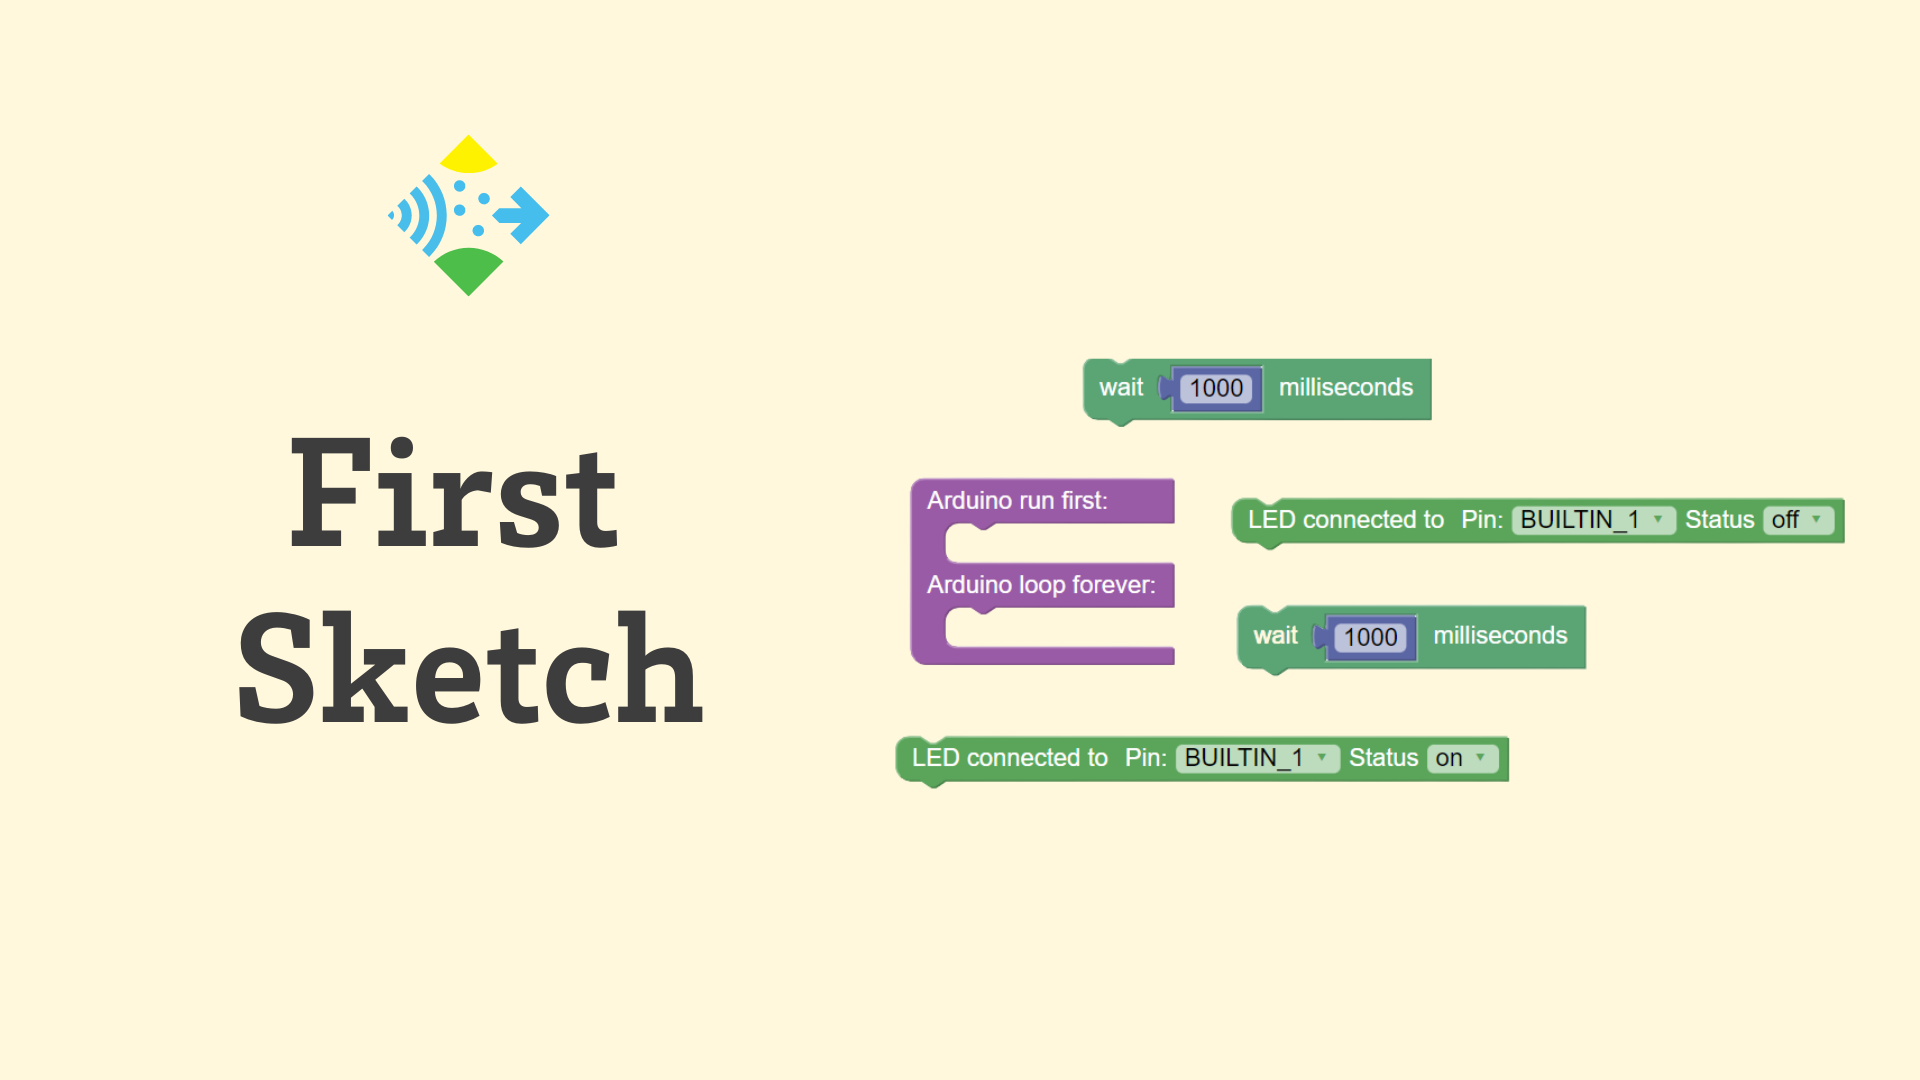 First
Sketch
wait 1000 milliseconds
Arduino run first:
Arduino loop forever:
LED connected to Pin: BUILTIN_1 Status off
wait 1000 milliseconds
LED connected to Pin: BUILTIN_1 Status on